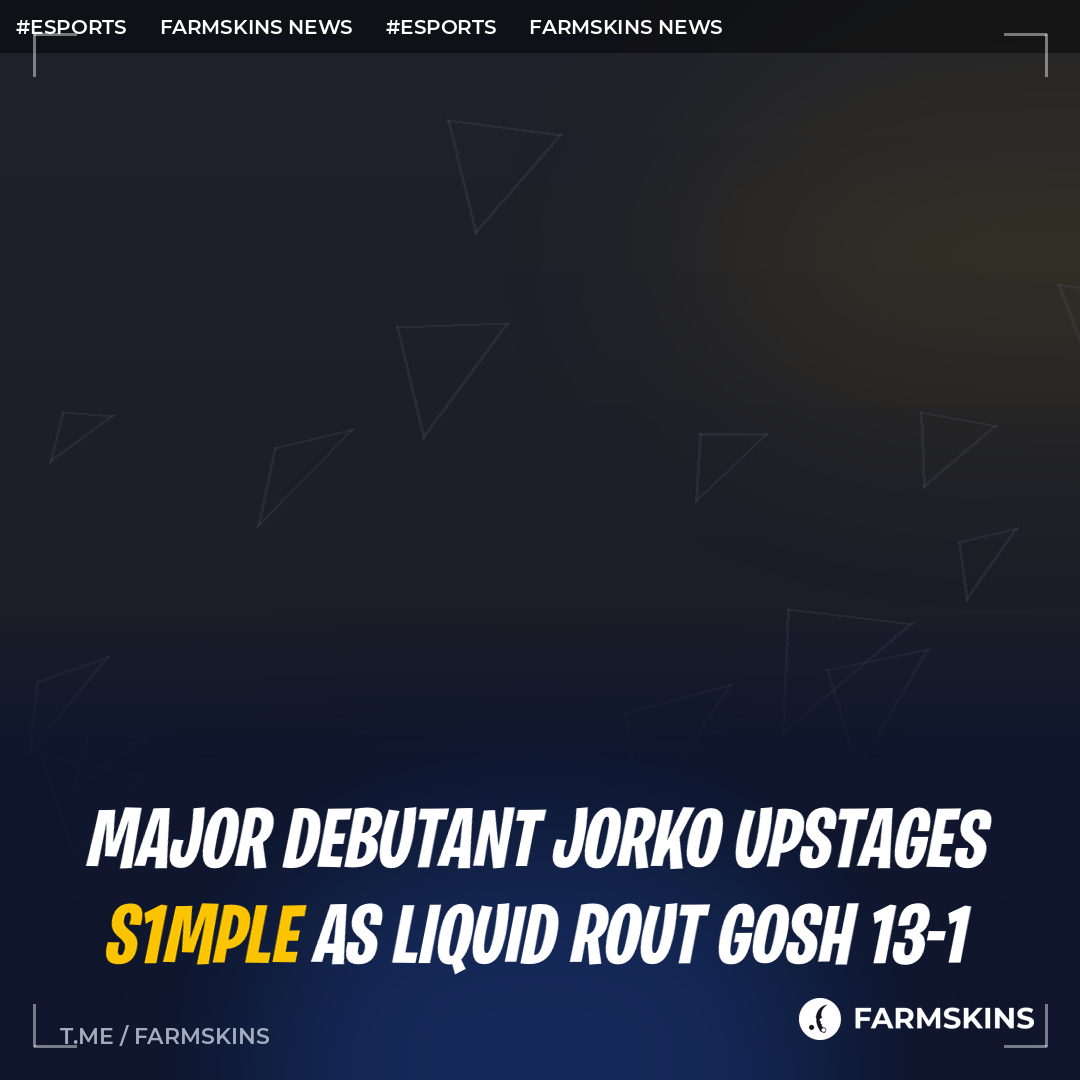 #ESPORTS FARMSKINS NEWS #ESPORTS FARMSKINS NEWS
MAJOR DEBUTANT JORKO UPSTAGES
S1MPLE AS LIQUID ROUT GOSH 13-1
T.ME / FARMSKINS
FARMSKINS